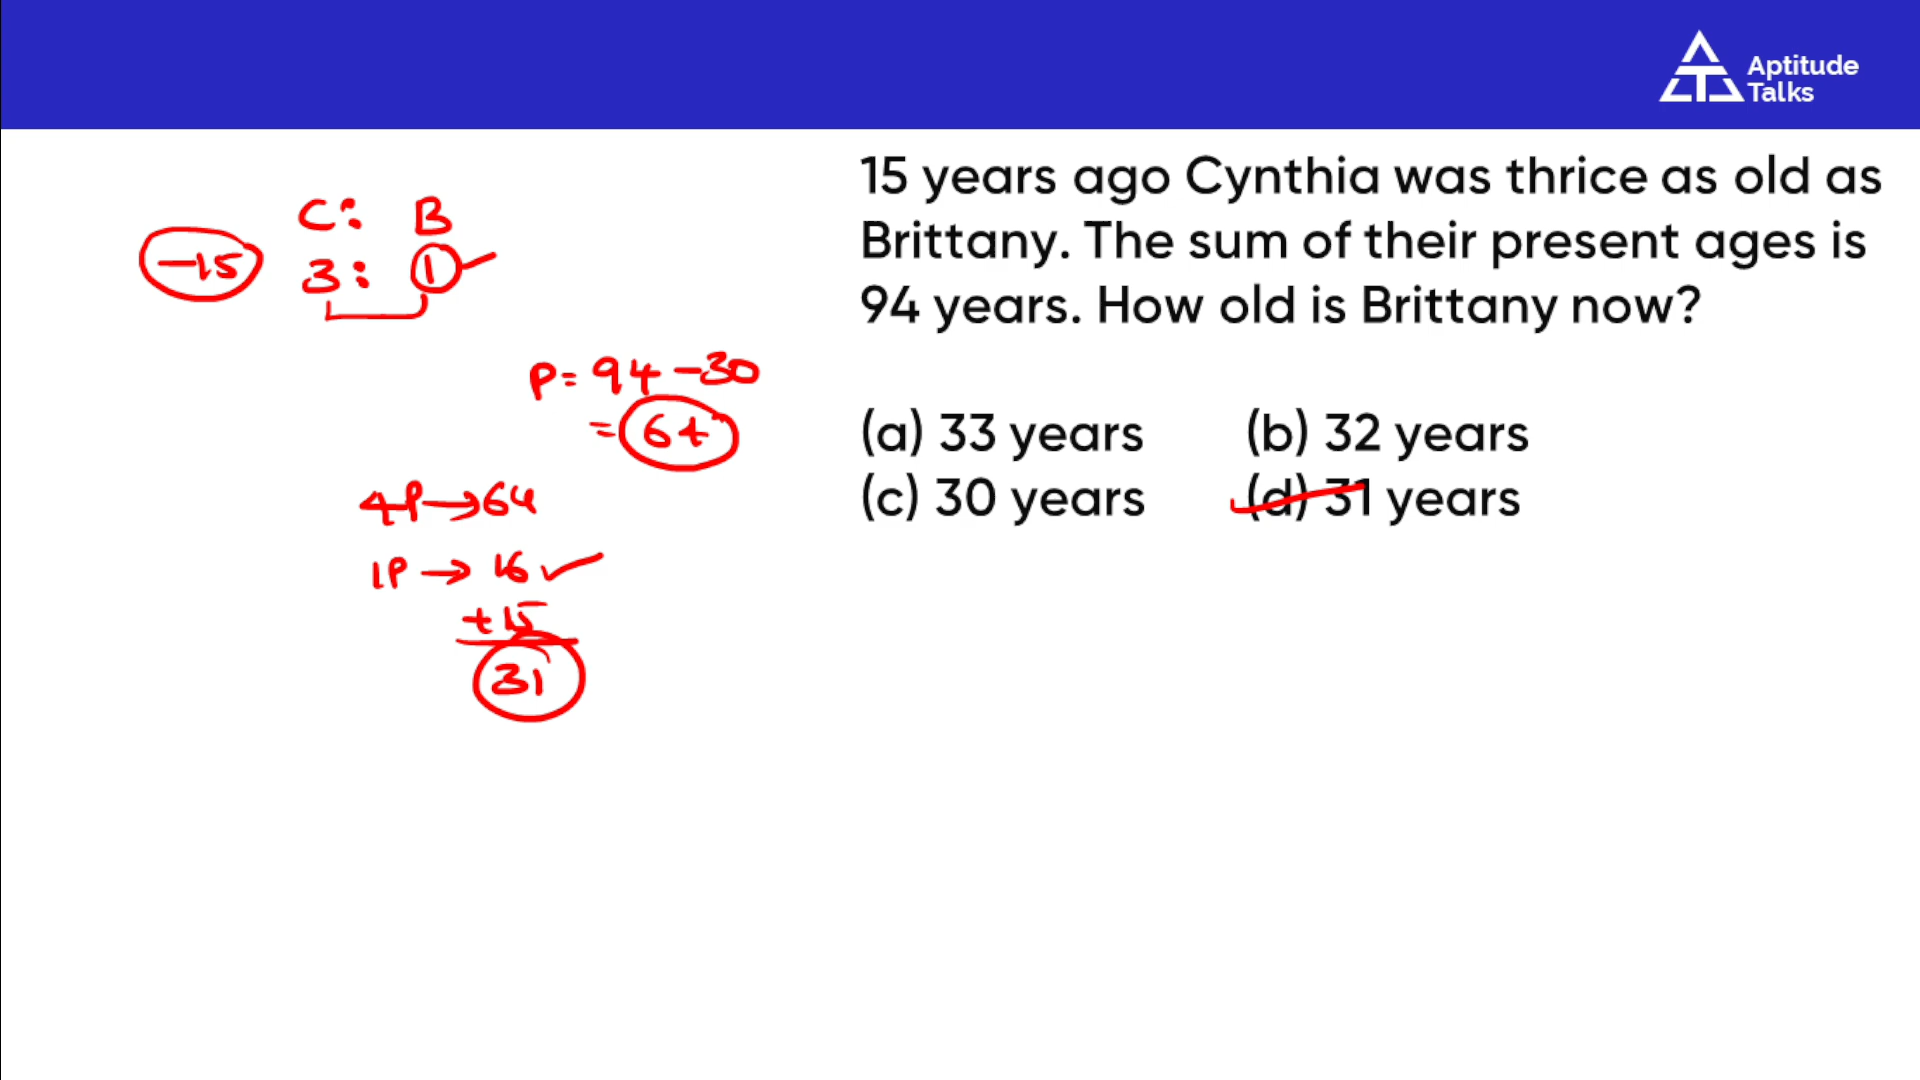 Aptitude
Talks
15 years ago Cynthia was thrice as old as
Brittany. The sum of their present ages is
94 years. How old is Brittany now?
(a) 33 years (b) 32 years
(c) 30 years (d) 31 years
C: B
-15 3: 1
P= 94 -30
= 64
4P→64
1P → 16
+15
31